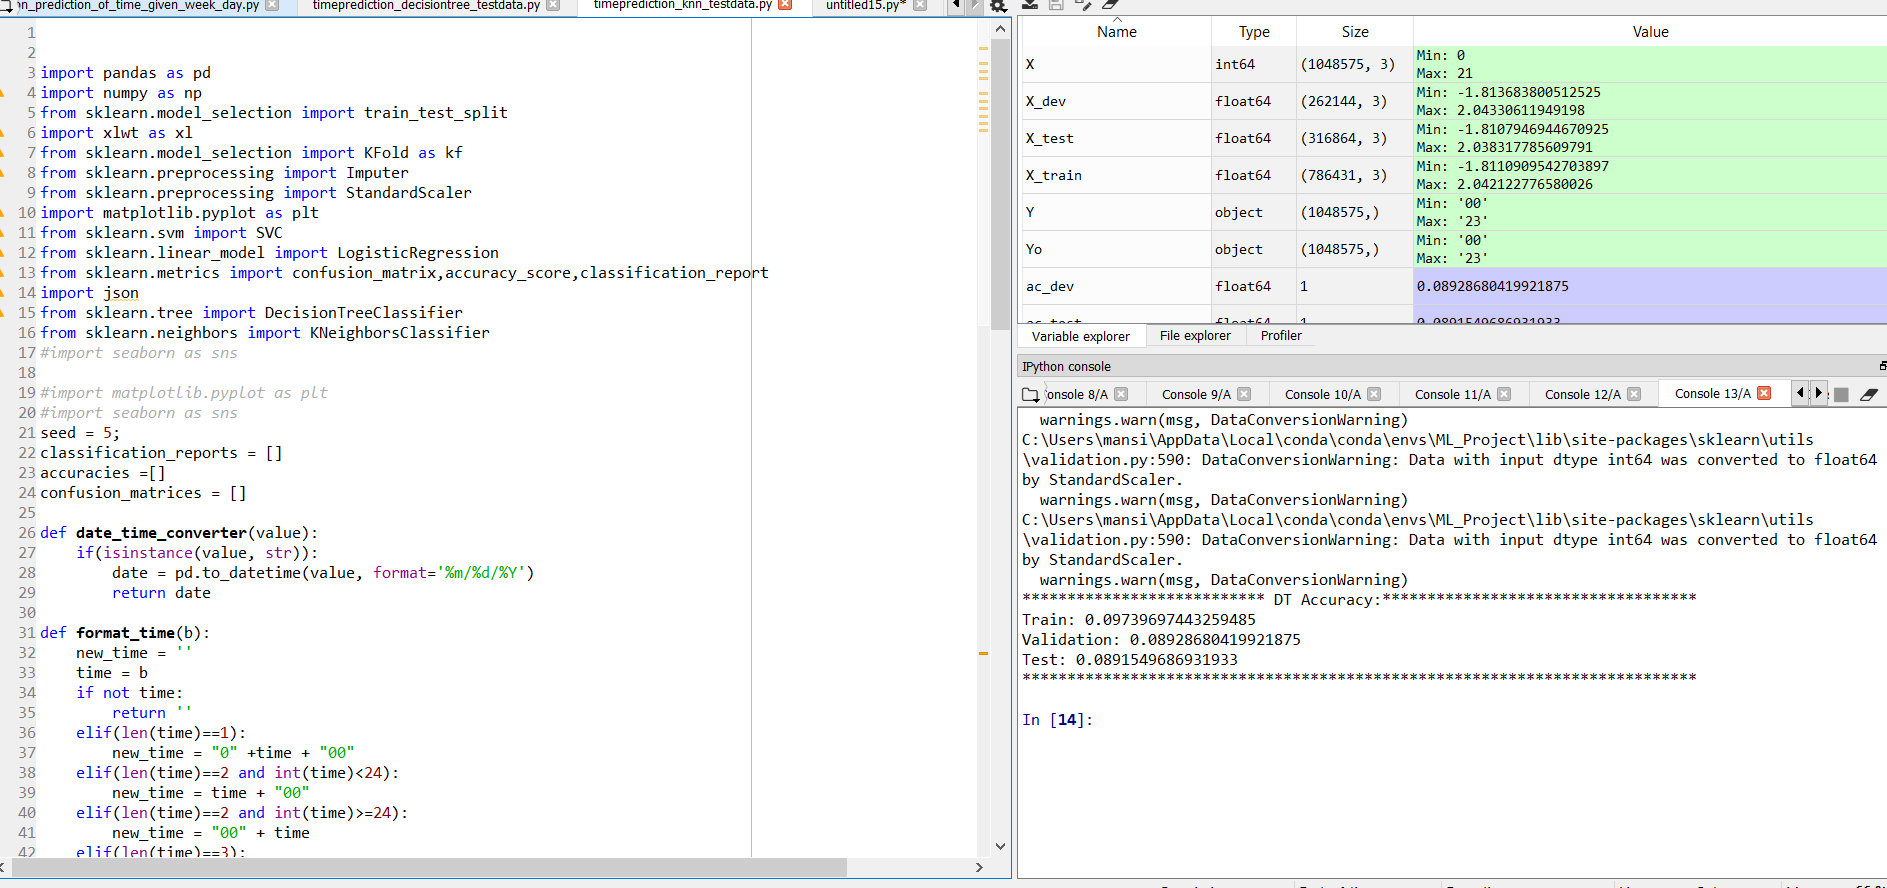 on_prediction_of_time_given_week_day.py timeprediction_decisiontree_testdata.py timeprediction_knn_testdata.py untitled15.py*
1
2
3 import pandas as pd
4 import numpy as np
5 from sklearn.model_selection import train_test_split
6 import xlwt as xl
7 from sklearn.model_selection import KFold as kf
8 from sklearn.preprocessing import Imputer
9 from sklearn.preprocessing import StandardScaler
10 import matplotlib.pyplot as plt
11 from sklearn.svm import SVC
12 from sklearn.linear_model import LogisticRegression
13 from sklearn.metrics import confusion_matrix,accuracy_score,classification_report
14 import json
15 from sklearn.tree import DecisionTreeClassifier
16 from sklearn.neighbors import KNeighborsClassifier
17 #import seaborn as sns
18
19 #import matplotlib.pyplot as plt
20 #import seaborn as sns
21 seed = 5;
22 classification_reports = []
23 accuracies =[]
24 confusion_matrices = []
25
26 def date_time_converter(value):
27     if(isinstance(value, str)):
28         date = pd.to_datetime(value, format='%m/%d/%Y')
29         return date
30
31 def format_time(b):
32     new_time = ''
33     time = b
34     if not time:
35         return ''
36     elif(len(time)==1):
37         new_time = "0" +time + "00"
38     elif(len(time)==2 and int(time)<24):
39         new_time = time + "00"
40     elif(len(time)==2 and int(time)>=24):
41         new_time = "00" + time
42     elif(len(time)==3):
Name Type Size Value
X int64 (1048575, 3) Min: 0
Max: 21
X_dev float64 (262144, 3) Min: -1.813683800512525
Max: 2.04330611949198
X_test float64 (316864, 3) Min: -1.8107946944670925
Max: 2.038317785609791
X_train float64 (786431, 3) Min: -1.8110909542703897
Max: 2.042122776580026
Y object (1048575,) Min: '00'
Max: '23'
Yo object (1048575,) Min: '00'
Max: '23'
ac_dev float64 1 0.08928680419921875
ac_test float64 1 0.0891549686931933
Variable explorer File explorer Profiler
IPython console
onsole 8/A Console 9/A Console 10/A Console 11/A Console 12/A Console 13/A
warnings.warn(msg, DataConversionWarning)
C:\Users\mansi\AppData\Local\conda\conda\envs\ML_Project\lib\site-packages\sklearn\utils
\validation.py:590: DataConversionWarning: Data with input dtype int64 was converted to float64
by StandardScaler.
warnings.warn(msg, DataConversionWarning)
C:\Users\mansi\AppData\Local\conda\conda\envs\ML_Project\lib\site-packages\sklearn\utils
\validation.py:590: DataConversionWarning: Data with input dtype int64 was converted to float64
by StandardScaler.
warnings.warn(msg, DataConversionWarning)
*************************** DT Accuracy:***********************************
Train: 0.09739697443259485
Validation: 0.08928680419921875
Test: 0.0891549686931933
***************************************************************************
In [14]: